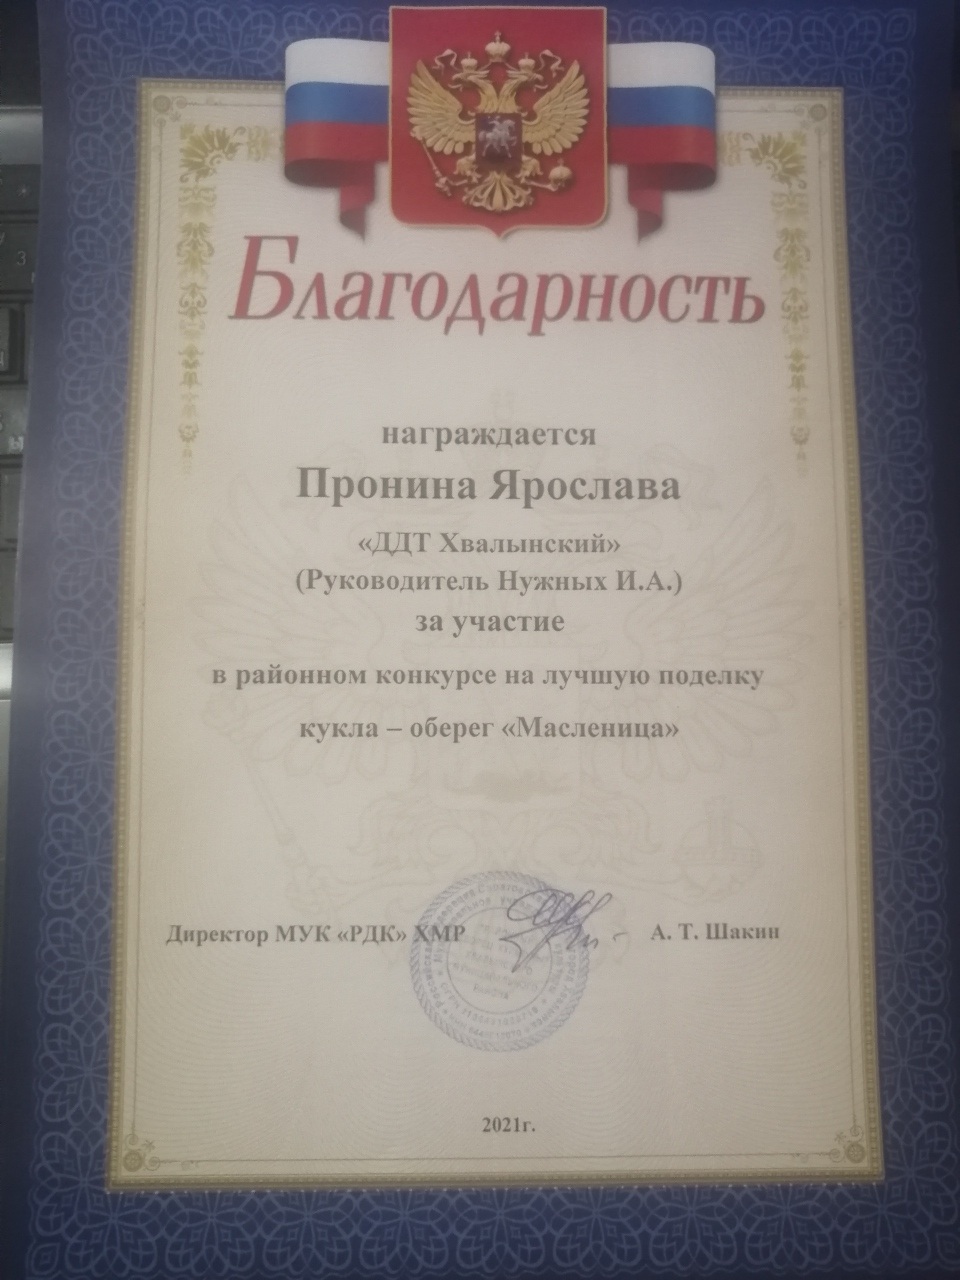 Благодарность
награждается
Пронина Ярослава
«ДДТ Хвалынский»
(Руководитель Нужных И.А.)
за участие
в районном конкурсе на лучшую поделку
кукла – оберег «Масленица»
Директор МУК «РДК» ХМР А. Т. Шакин
2021г.